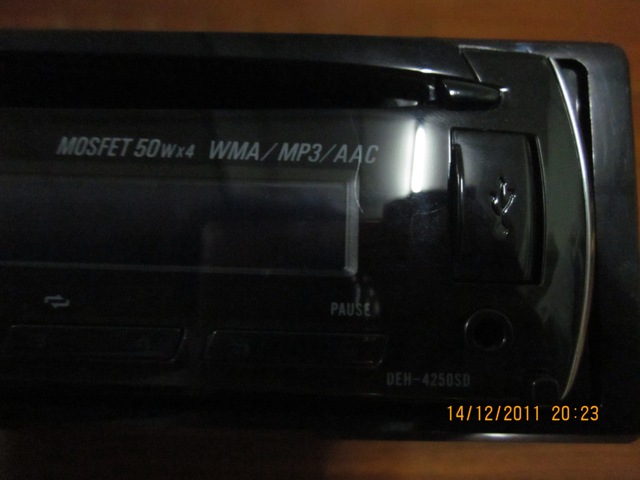 MOSFET 50Wx4 WMA/MP3/AAC
PAUSE
DEH-4250SD
14/12/2011 20:23